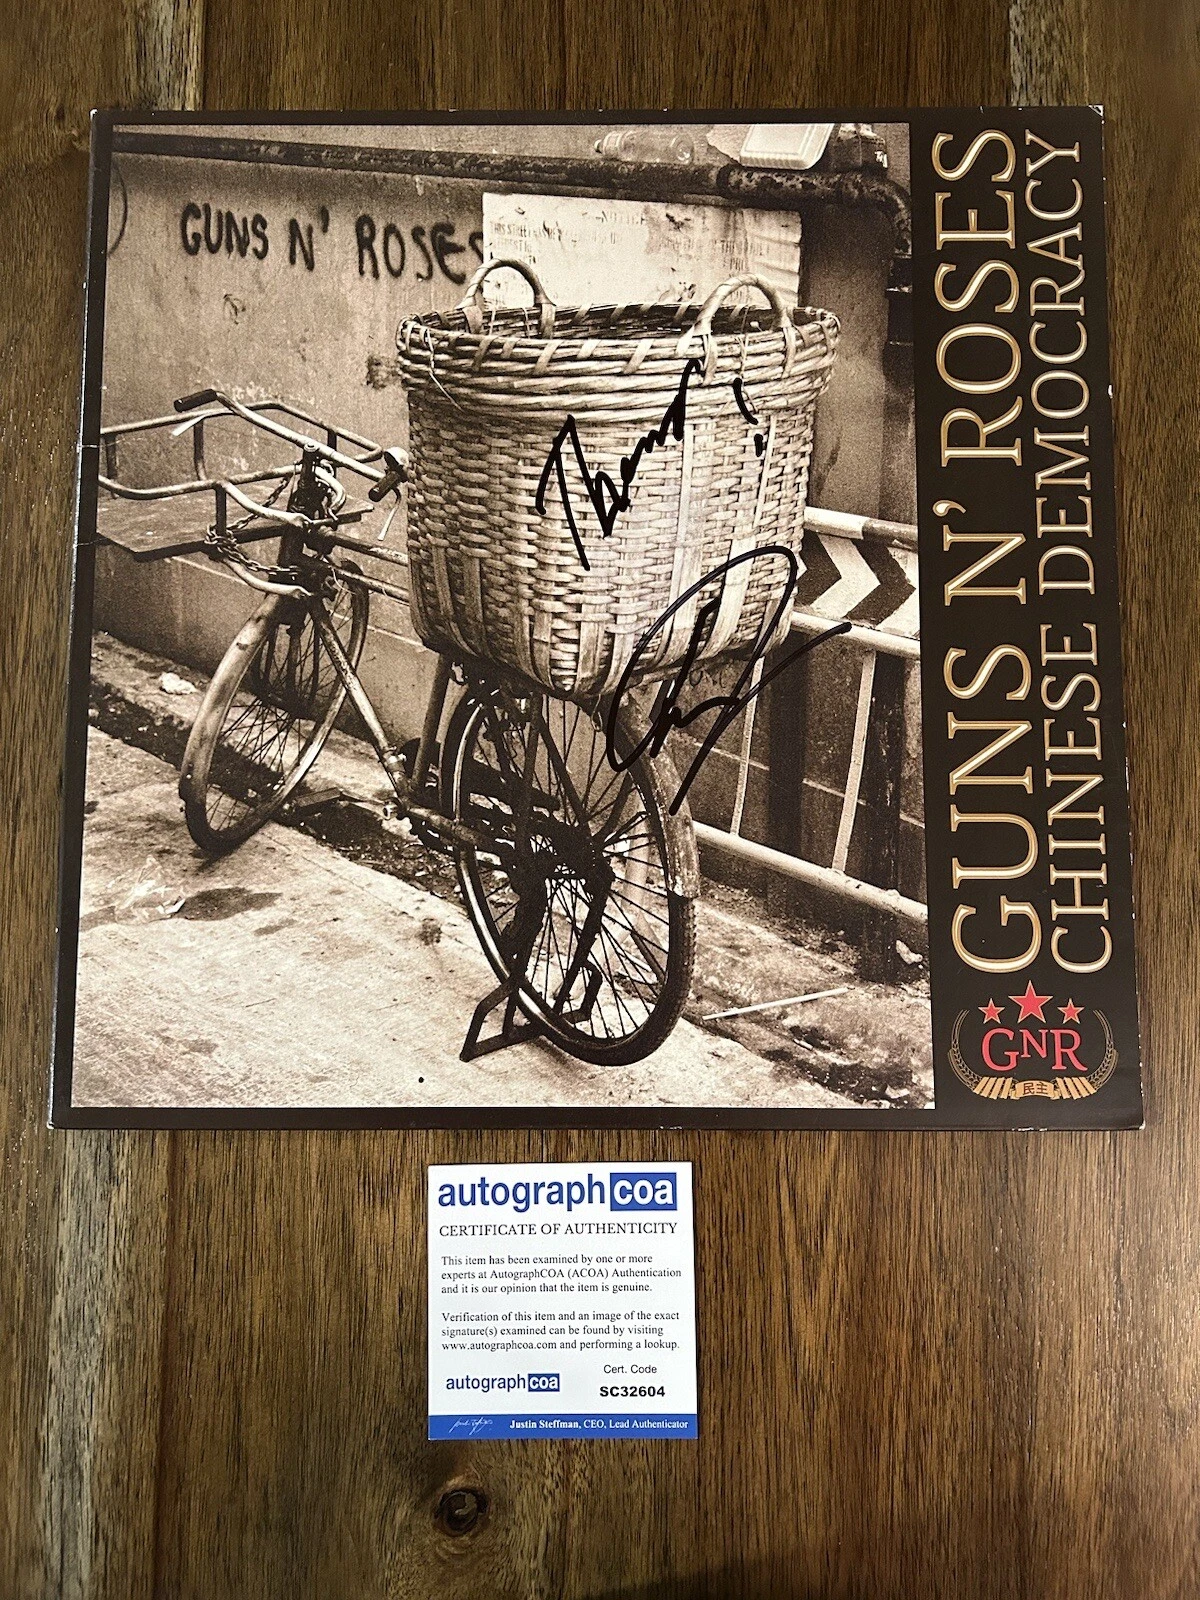 GUNS N' ROSES
NOTICE
GUNS N' ROSES
CHINESE DEMOCRACY
Thanks!!
GNR
民主
autographcoa
CERTIFICATE OF AUTHENTICITY
This item has been examined by one or more
experts at AutographCOA (ACOA) Authentication
and it is our opinion that the item is genuine.
Verification of this item and an image of the exact
signature(s) examined can be found by visiting
www.autographcoa.com and performing a lookup.
autographcoa
Cert. Code
SC32604
Justin Steffman, CEO, Lead Authenticator